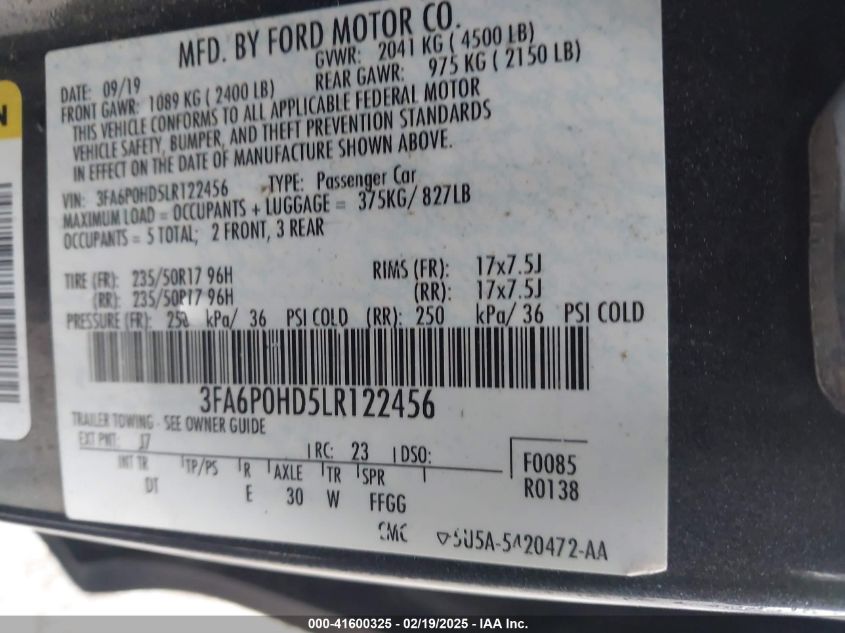 MFD. BY FORD MOTOR CO.
DATE: 09/19 GVWR: 2041 KG ( 4500 LB)
FRONT GAWR: 1089 KG ( 2400 LB) REAR GAWR: 975 KG ( 2150 LB)
THIS VEHICLE CONFORMS TO ALL APPLICABLE FEDERAL MOTOR
VEHICLE SAFETY, BUMPER, AND THEFT PREVENTION STANDARDS
IN EFFECT ON THE DATE OF MANUFACTURE SHOWN ABOVE.
VIN: 3FA6P0HD5LR122456 TYPE: Passenger Car
MAXIMUM LOAD = OCCUPANTS + LUGGAGE = 375KG/ 827LB
OCCUPANTS = 5 TOTAL; 2 FRONT, 3 REAR
TIRE (FR): 235/50R17 96H RIMS (FR): 17x7.5J
(RR): 235/50R17 96H (RR): 17x7.5J
PRESSURE (FR): 250 kPa/ 36 PSI COLD (RR): 250 kPa/ 36 PSI COLD
3FA6P0HD5LR122456
TRAILER TOWING - SEE OWNER GUIDE
EXT PNT: J7 RC: 23 DSO:
INT TR TP/PS R AXLE TR SPR F0085
DT E 30 W FFGG R0138
CMC 5U5A-5420472-AA
000-41600325 - 02/19/2025 - IAA Inc.